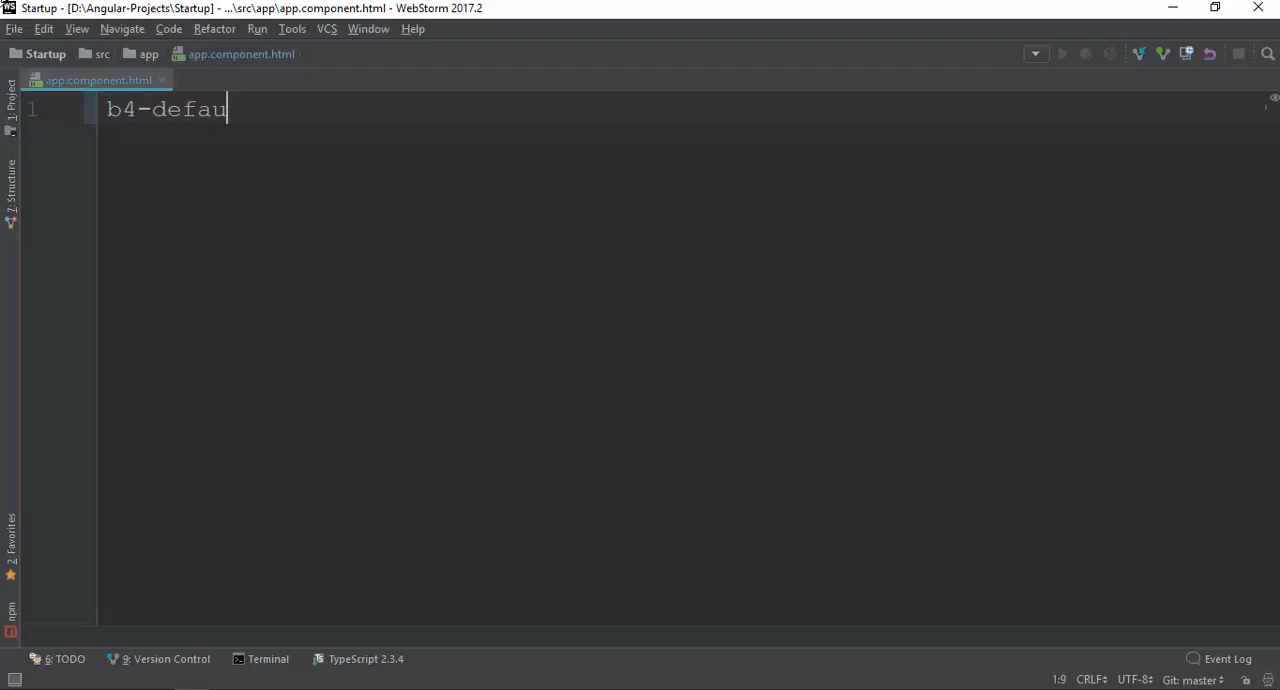 Startup - [D:\Angular-Projects\Startup] - ...\src\app\app.component.html - WebStorm 2017.2
File Edit View Navigate Code Refactor Run Tools VCS Window Help
Startup src app app.component.html
app.component.html
1 b4-defau
1: Project
7: Structure
2: Favorites
npm
6: TODO 9: Version Control Terminal TypeScript 2.3.4 Event Log
1:9 CRLF UTF-8 Git: master